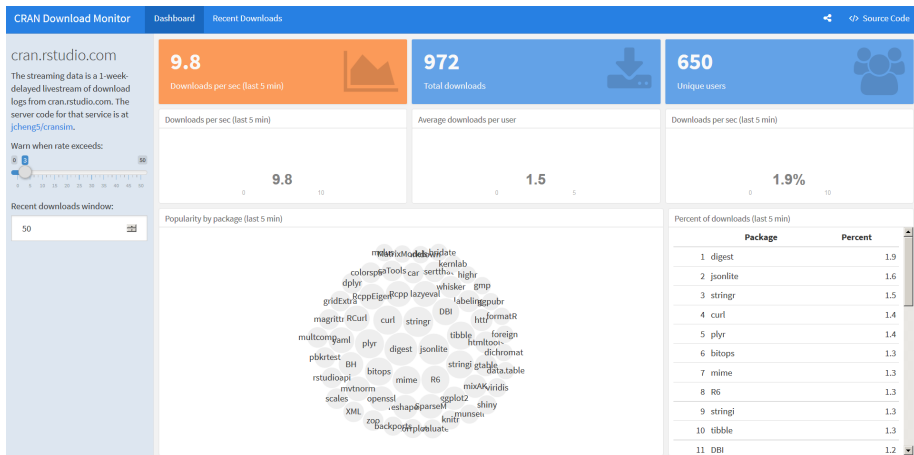 CRAN Download Monitor Dashboard Recent Downloads </> Source Code
cran.rstudio.com
The streaming data is a 1-week-
delayed livestream of download
logs from cran.rstudio.com. The
server code for that service is at
jcheng5/cransim.
Warn when rate exceeds:
0 3 50
0 5 10 15 20 25 30 35 40 45 50
Recent downloads window:
50
9.8
Downloads per sec (last 5 min)
972
Total downloads
650
Unique users
Downloads per sec (last 5 min)
9.8
0 10
Average downloads per user
1.5
0 5
Downloads per sec (last 5 min)
1.9%
0 10
Popularity by package (last 5 min)
kernlab
car
highr
dplyr
whisker gmp
Rcpp lazyeval
gridExtra
DBI
magrittr RCurl curl stringr
formatR
tibble foreign
multcomp yaml plyr digest jsonlite
dichromat
pbkrtest
BH
stringi gtable
data.table
rstudioapi bitops mime R6
viridis
mvtnorm
scales openssl ggplot2
shiny
XML
zop
knitr
Percent of downloads (last 5 min)
Package Percent
1 digest 1.9
2 jsonlite 1.6
3 stringr 1.5
4 curl 1.4
5 plyr 1.4
6 bitops 1.3
7 mime 1.3
8 R6 1.3
9 stringi 1.3
10 tibble 1.3
11 DBI 1.2